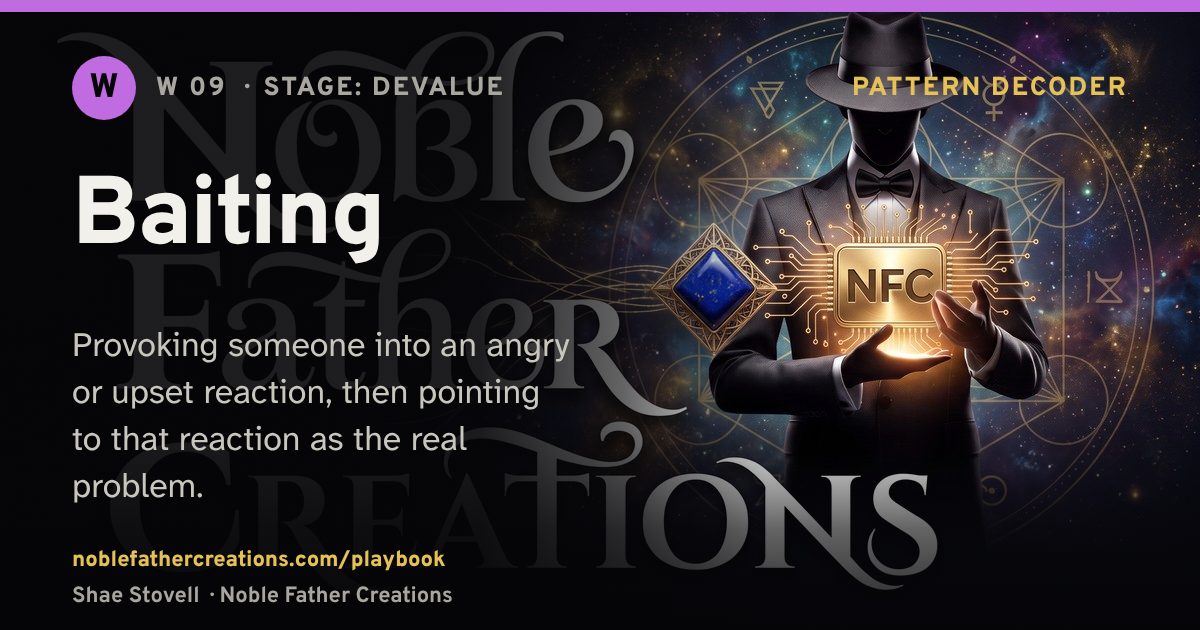 W
W 09 · STAGE: DEVALUE
PATTERN DECODER
Noble
Father
Creations
Baiting
NFC
Provoking someone into an angry
or upset reaction, then pointing
to that reaction as the real
problem.
noblefathercreations.com/playbook
Shae Stovell · Noble Father Creations